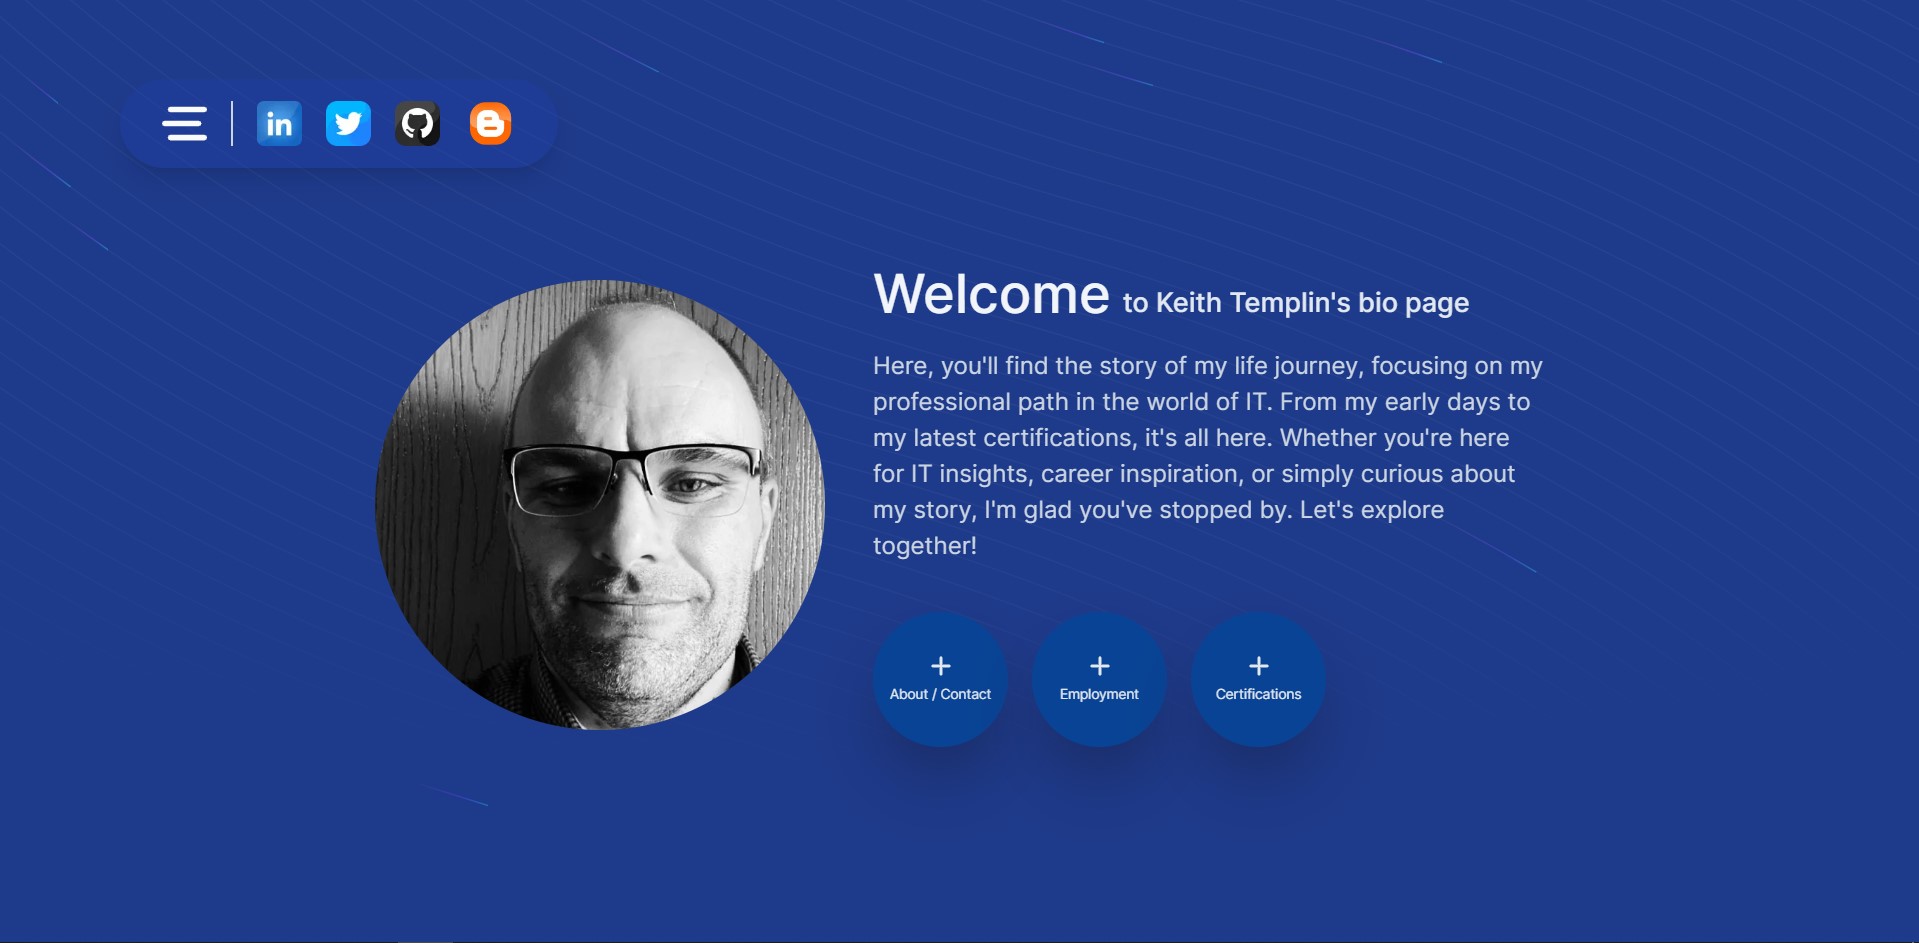 in
Welcome to Keith Templin's bio page
Here, you'll find the story of my life journey, focusing on my
professional path in the world of IT. From my early days to
my latest certifications, it's all here. Whether you're here
for IT insights, career inspiration, or simply curious about
my story, I'm glad you've stopped by. Let's explore
together!
About / Contact
Employment
Certifications